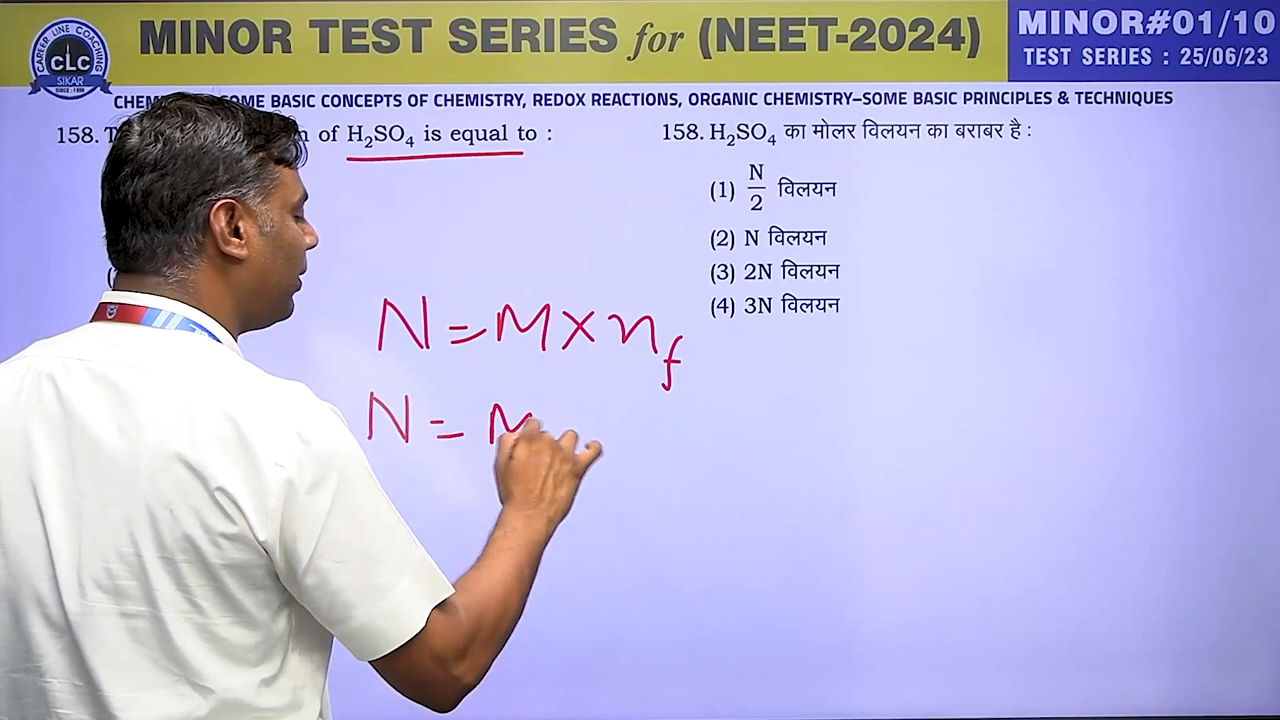 MINOR TEST SERIES for (NEET-2024)
MINOR#01/10
TEST SERIES : 25/06/23
CAREER LINE COACHING
CLC
SIKAR
SINCE : 1996
SOME BASIC CONCEPTS OF CHEMISTRY, REDOX REACTIONS, ORGANIC CHEMISTRY–SOME BASIC PRINCIPLES & TECHNIQUES
158. of H₂SO₄ is equal to :
158. H₂SO₄ का मोलर विलयन का बराबर है :
(1) N/2 विलयन
(2) N विलयन
(3) 2N विलयन
(4) 3N विलयन
N = M × n_f
N = M